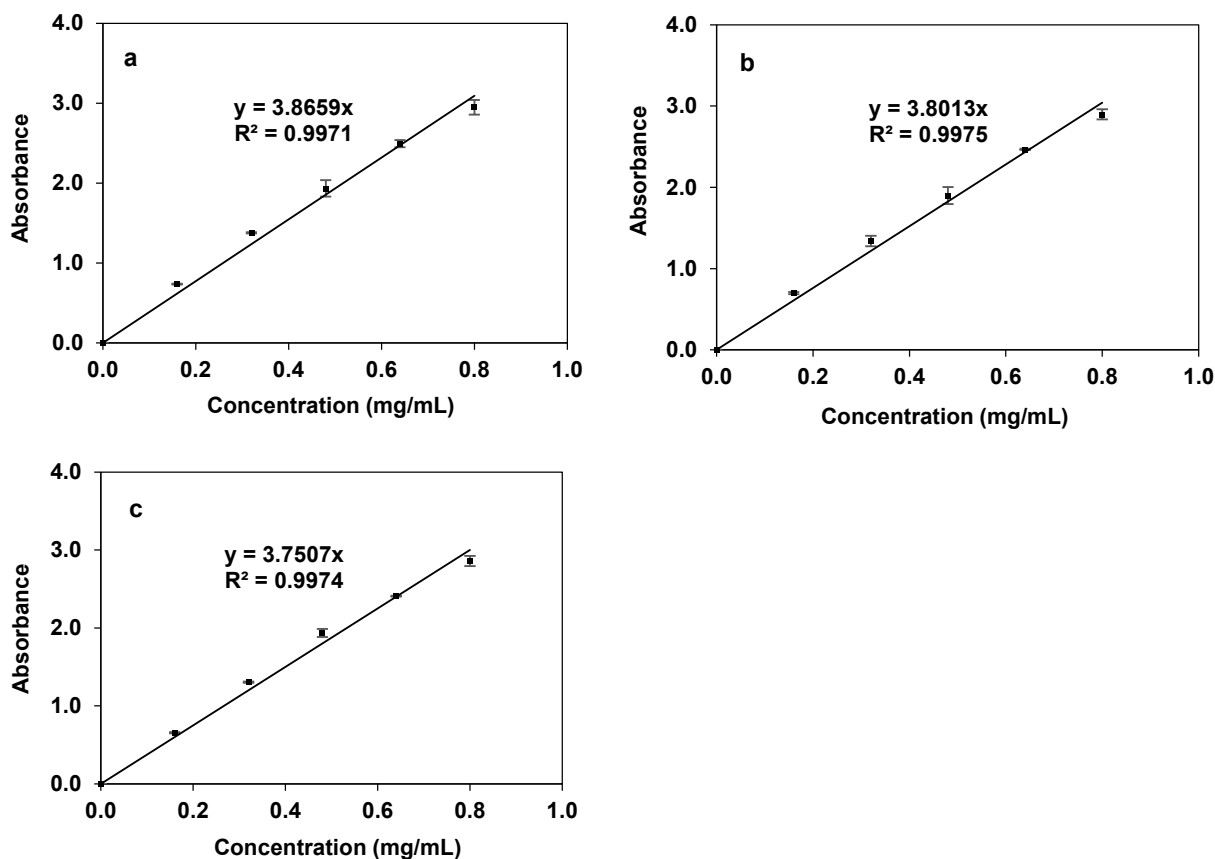 4.0
a
3.0
y = 3.8659x
R² = 0.9971
2.0
1.0
0.0
0.0 0.2 0.4 0.6 0.8 1.0
Absorbance
Concentration (mg/mL)
4.0
b
3.0
y = 3.8013x
R² = 0.9975
2.0
1.0
0.0
0.0 0.2 0.4 0.6 0.8 1.0
Absorbance
Concentration (mg/mL)
4.0
c
3.0
y = 3.7507x
R² = 0.9974
2.0
1.0
0.0
0.0 0.2 0.4 0.6 0.8 1.0
Absorbance
Concentration (mg/mL)